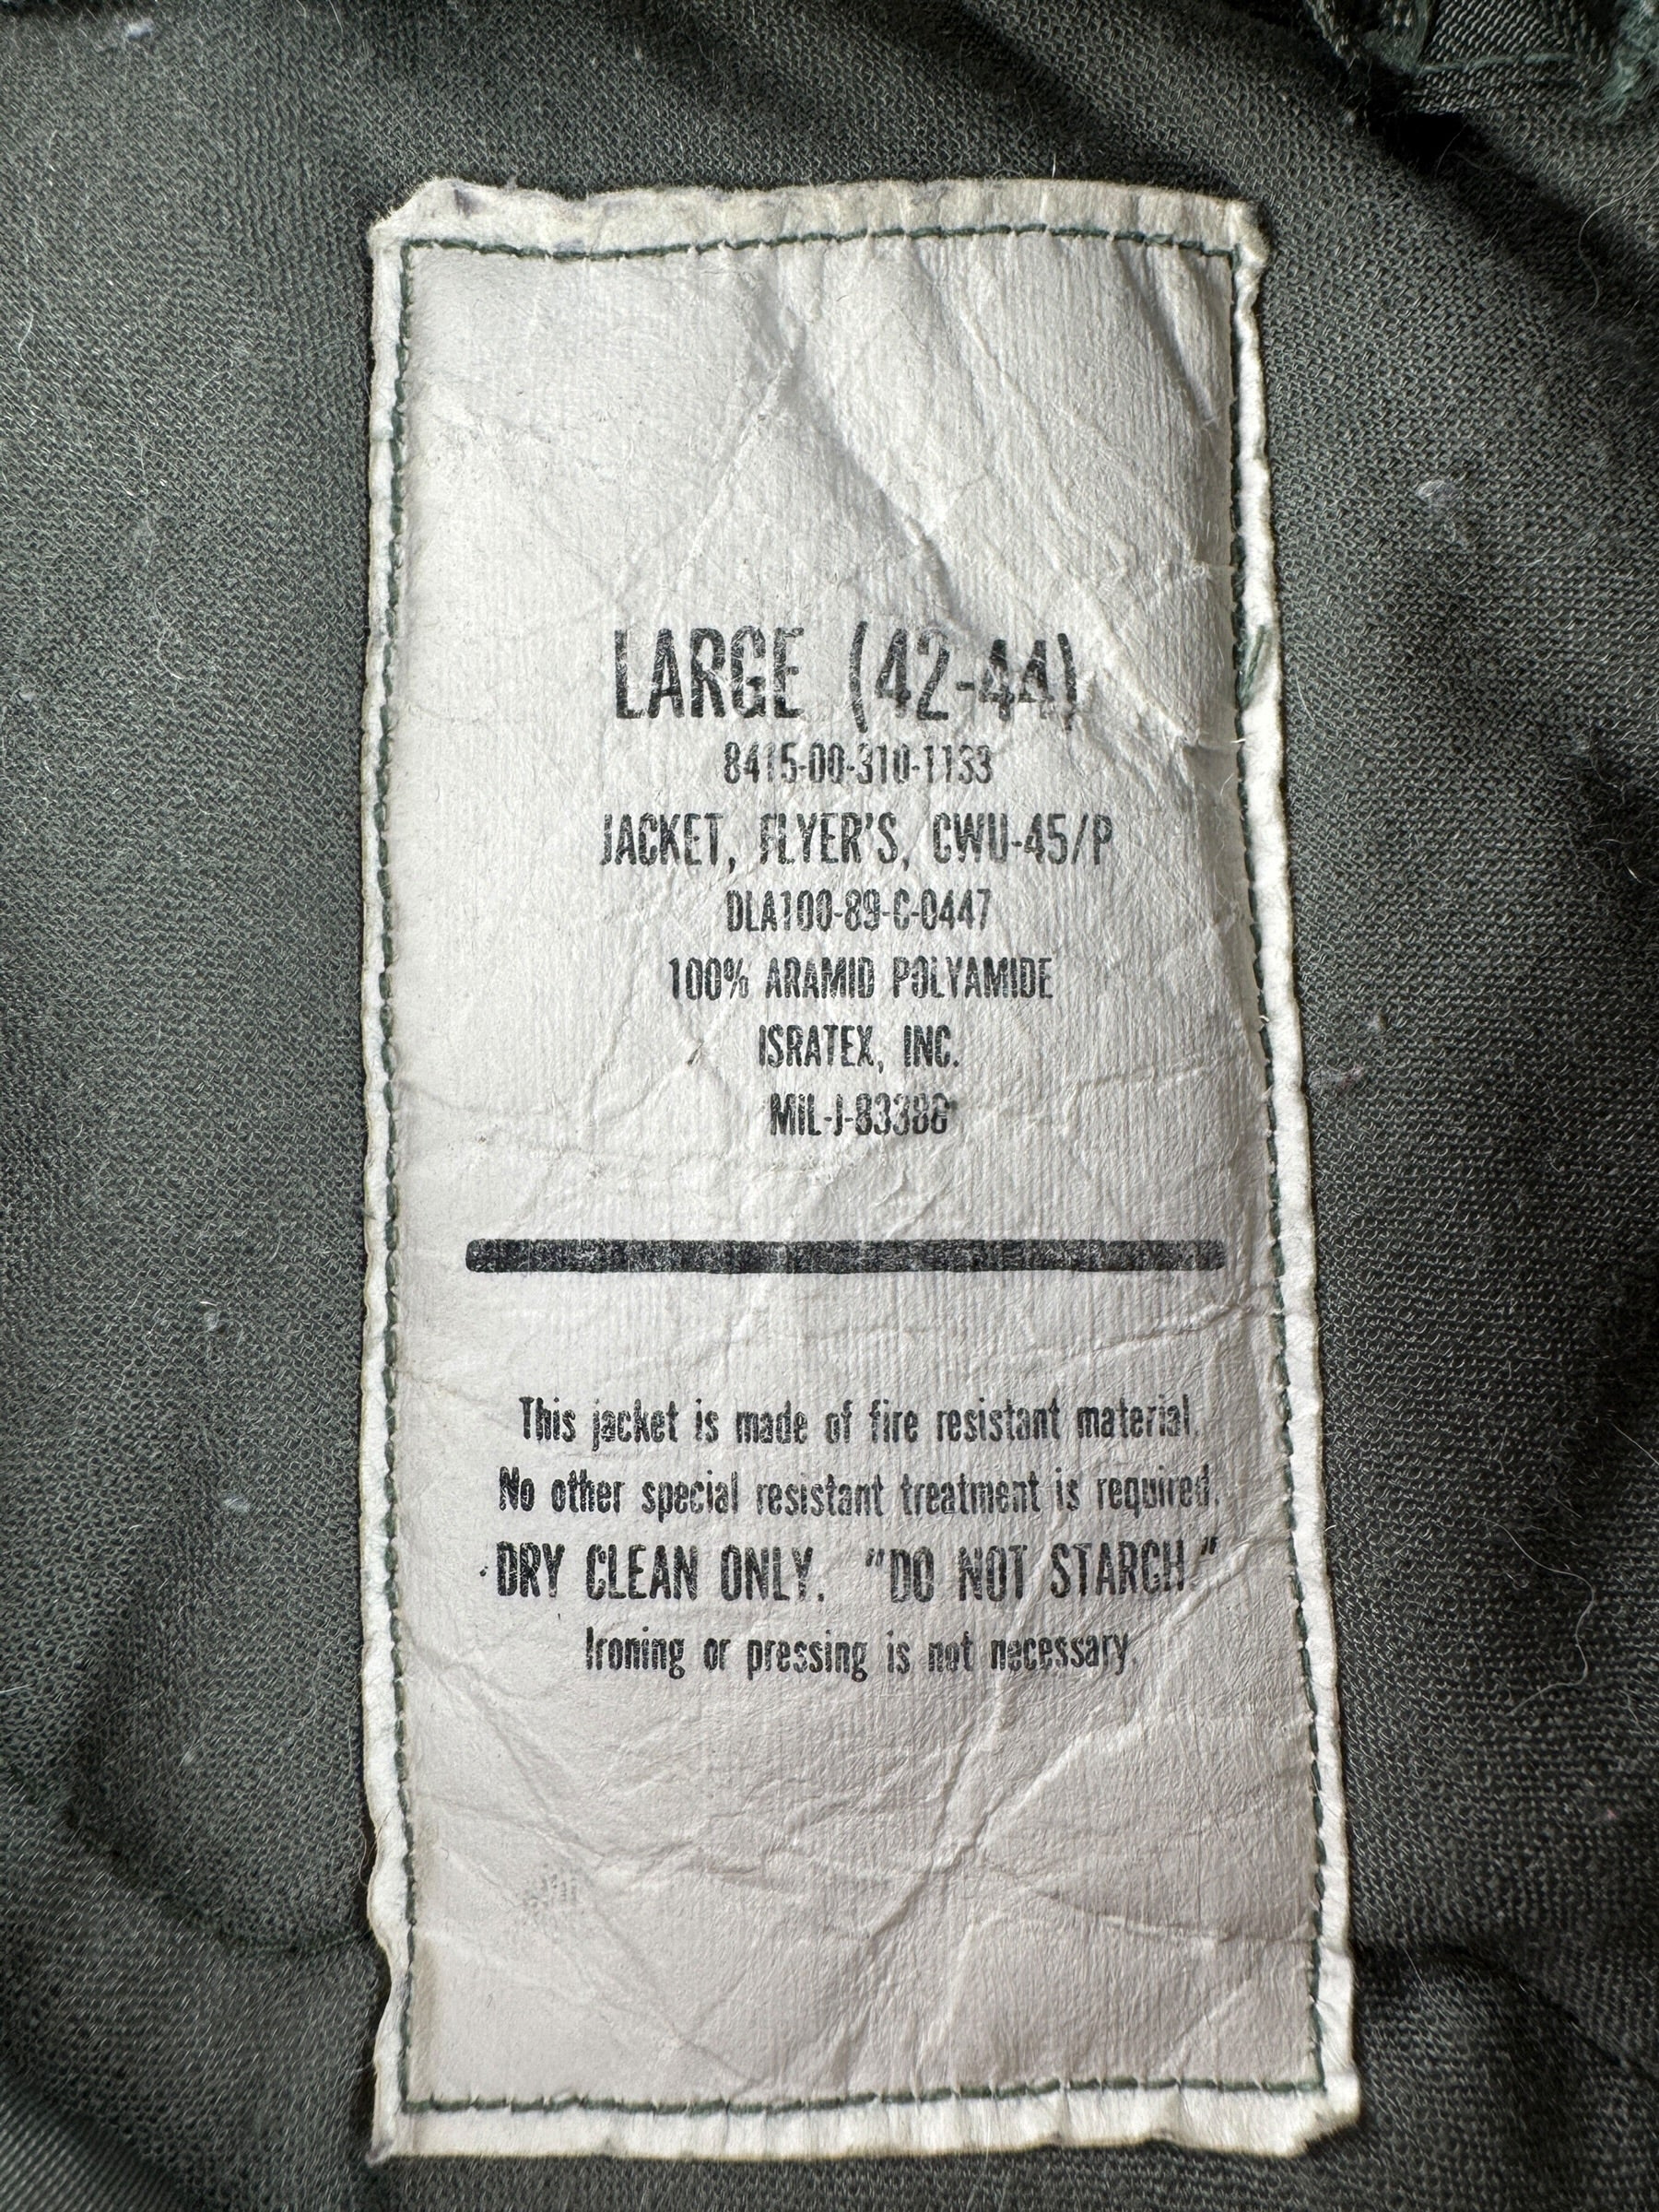 LARGE (42-44)
8415-00-310-1133
JACKET, FLYER'S, CWU-45/P
DLA100-89-C-0447
100% ARAMID POLYAMIDE
ISRATEX, INC.
MIL-J-83388
This jacket is made of fire resistant material.
No other special resistant treatment is required.
DRY CLEAN ONLY. "DO NOT STARCH."
Ironing or pressing is not necessary.